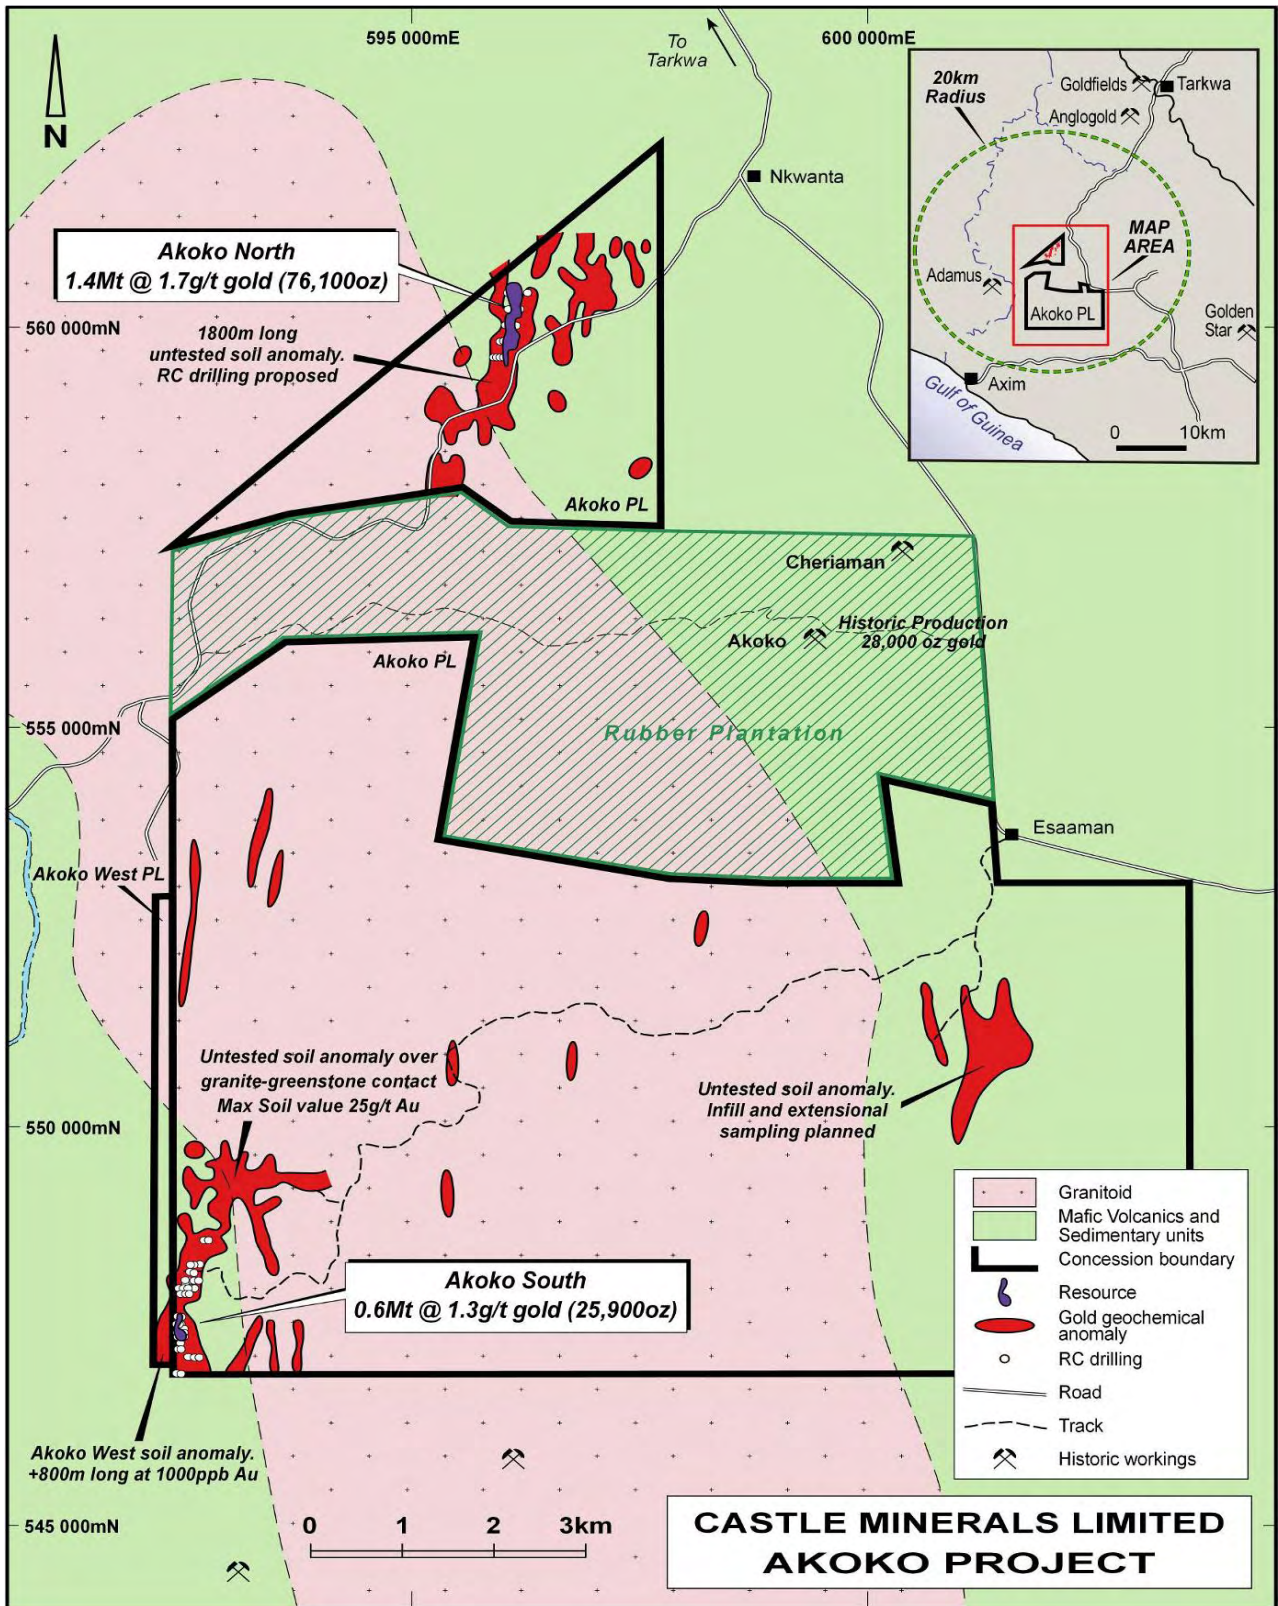 595 000mE
600 000mE
To
Tarkwa
N
20km
Radius
Goldfields
Tarkwa
Anglogold
MAP
AREA
Adamus
Akoko PL
Golden
Star
Axim
Gulf of Guinea
0 10km
Nkwanta
Akoko North
1.4Mt @ 1.7g/t gold (76,100oz)
560 000mN
1800m long
untested soil anomaly.
RC drilling proposed
Akoko PL
Cheriaman
Historic Production
28,000 oz gold
Akoko
Akoko PL
555 000mN
Rubber Plantation
Esaaman
Akoko West PL
Untested soil anomaly over
granite-greenstone contact
Max Soil value 25g/t Au
Untested soil anomaly.
Infill and extensional
sampling planned
550 000mN
Akoko South
0.6Mt @ 1.3g/t gold (25,900oz)
Granitoid
Mafic Volcanics and
Sedimentary units
Concession boundary
Resource
Gold geochemical
anomaly
RC drilling
Road
Track
Historic workings
Akoko West soil anomaly.
+800m long at 1000ppb Au
545 000mN
0 1 2 3km
CASTLE MINERALS LIMITED
AKOKO PROJECT